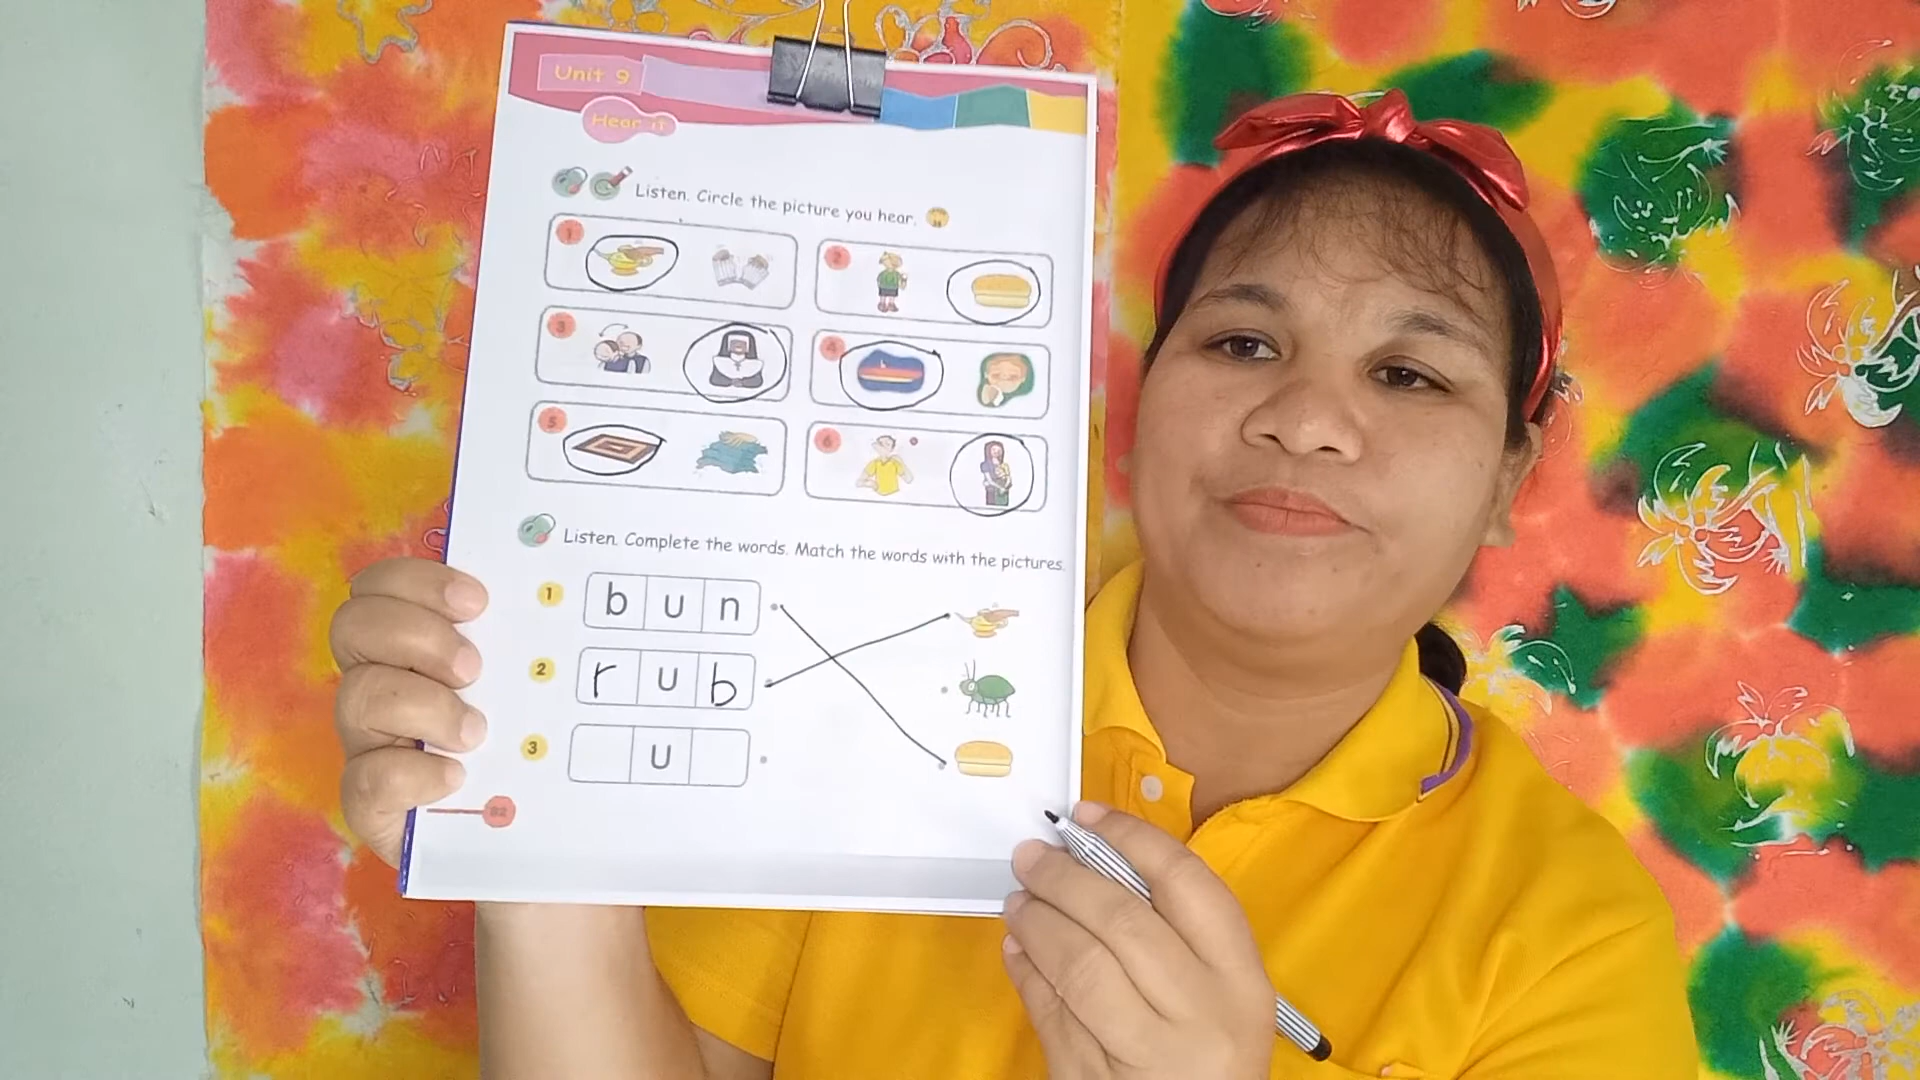 Unit 9
Hear it
Listen. Circle the picture you hear.
1
2
3
4
5
6
Listen. Complete the words. Match the words with the pictures.
1 b u n
2 r u b
3 u
82